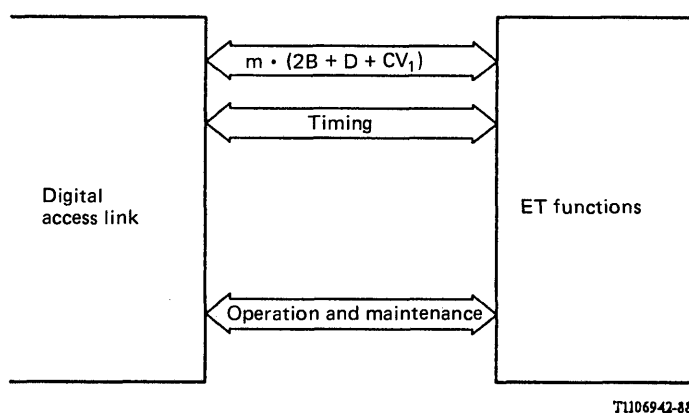 m • (2B + D + CV₁)
Timing
Digital
access link
ET functions
Operation and maintenance
T1106942-88